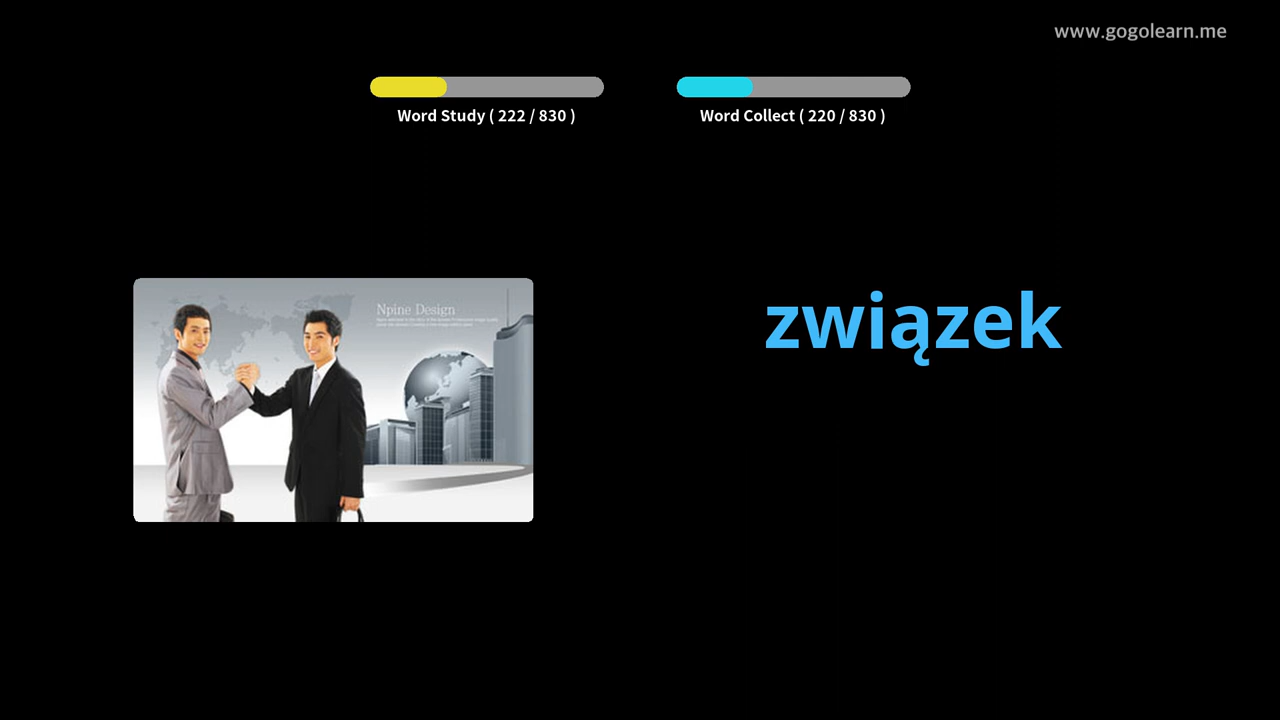 www.gogolearn.me
Word Study ( 222 / 830 )
Word Collect ( 220 / 830 )
Npine Design
związek